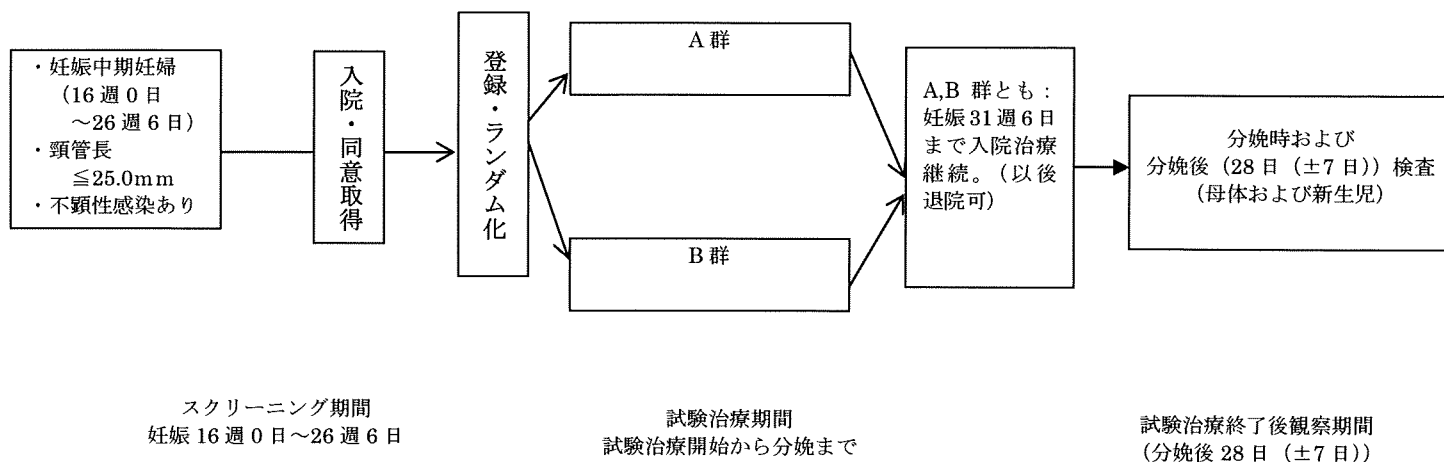 ・妊娠中期妊婦
(16 週 0 日
～26 週 6 日)
・頸管長
≦25.0mm
・不顕性感染あり
入院・同意取得
登録・ランダム化
A 群
B 群
A,B 群とも：
妊娠 31 週 6 日
まで入院治療
継続。（以後
退院可）
分娩時および
分娩後（28 日（±7 日））検査
（母体および新生児）
スクリーニング期間
妊娠 16 週 0 日～26 週 6 日
試験治療期間
試験治療開始から分娩まで
試験治療終了後観察期間
（分娩後 28 日（±7 日））